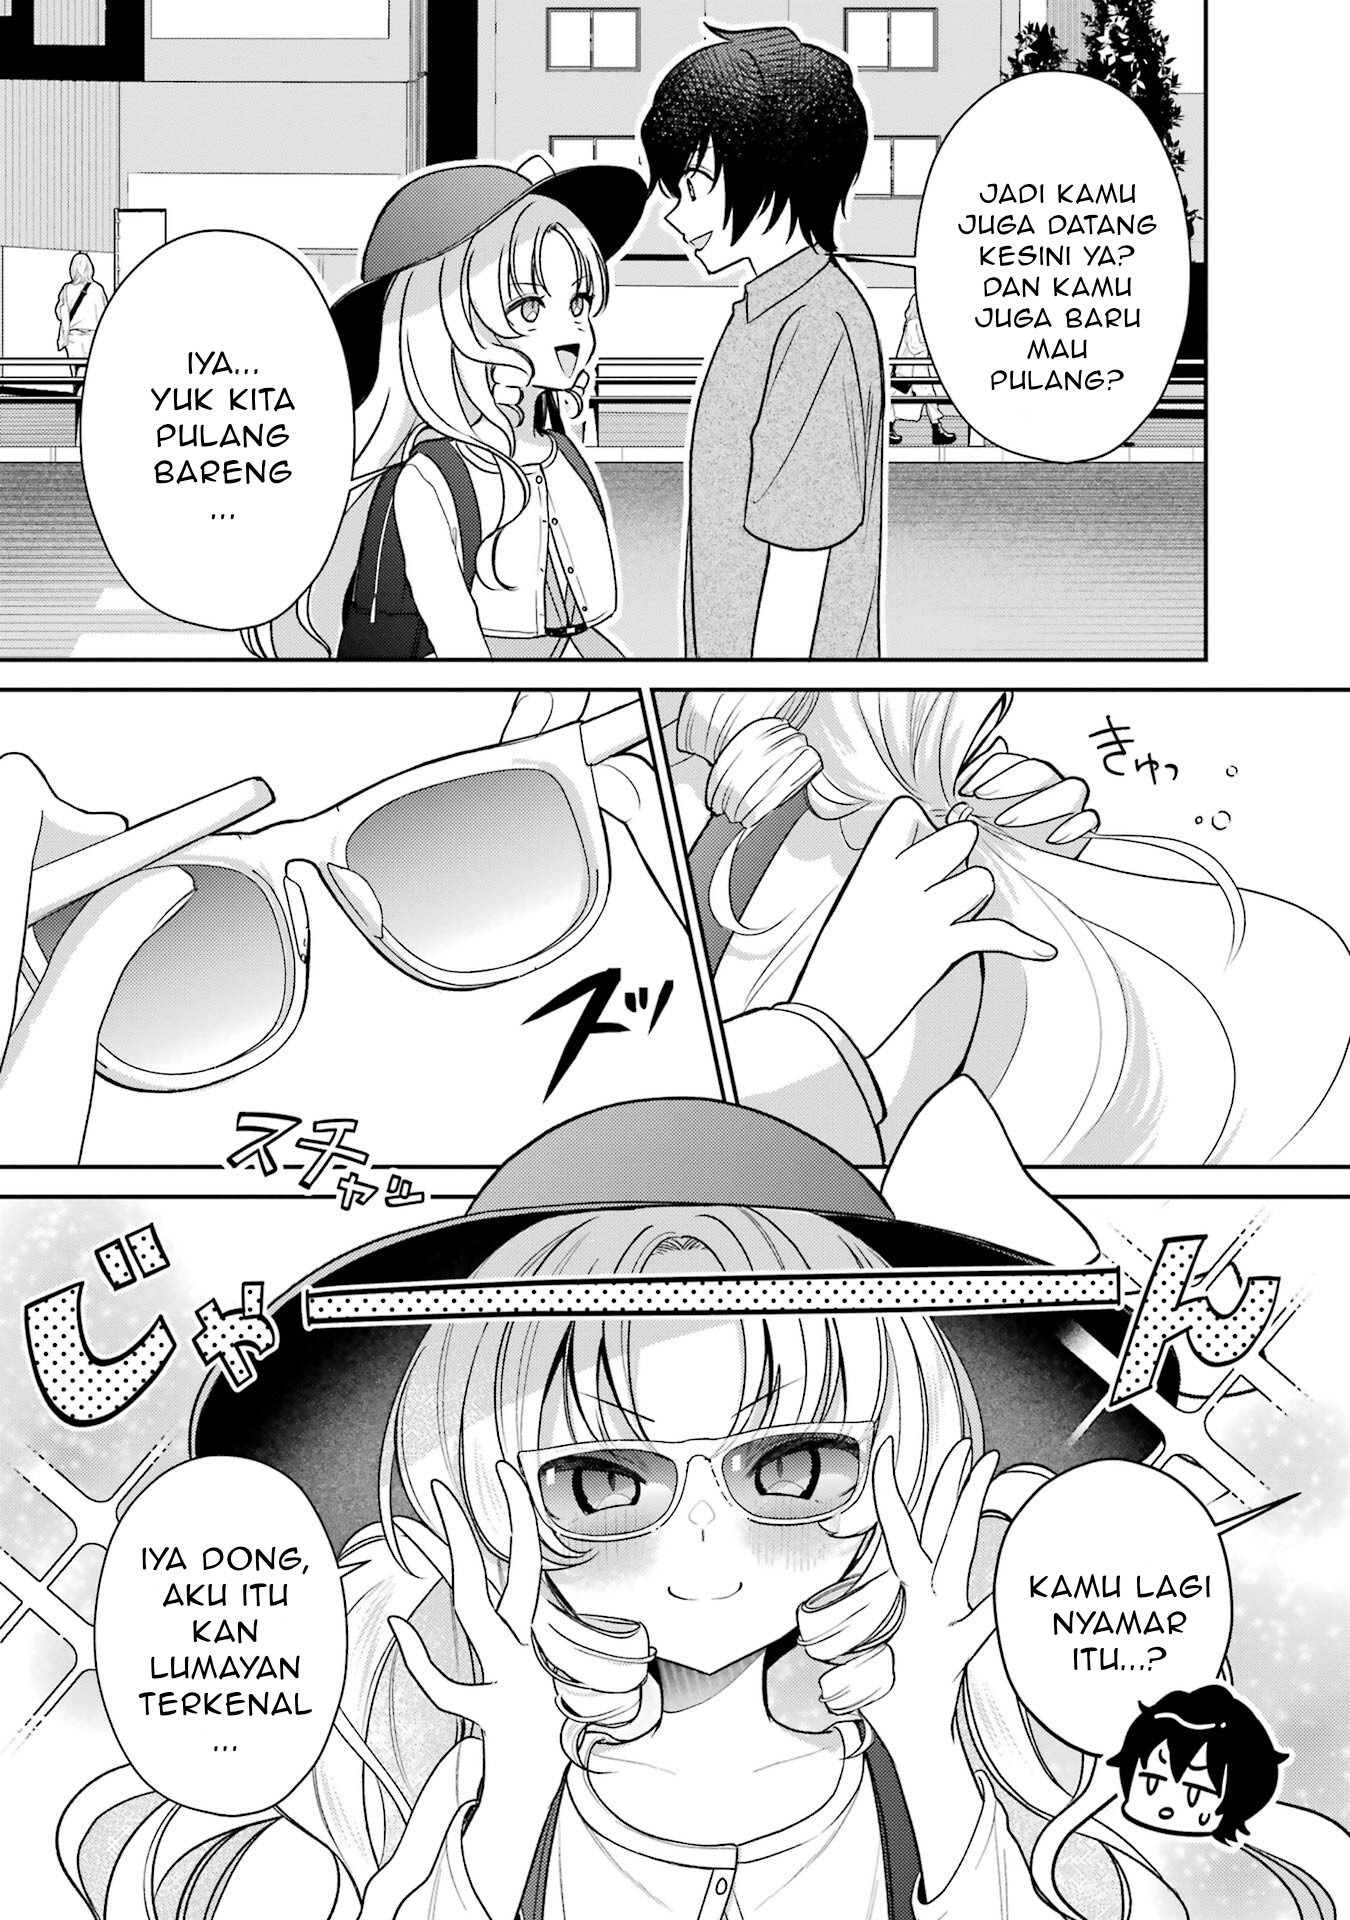 JADI KAMU
JUGA DATANG
KESINI YA?
DAN KAMU
JUGA BARU
MAU
PULANG?
IYA...
YUK KITA
PULANG
BARENG
...
きゅっ
ズッ
スチャッ
じゃーん
KAMU LAGI
NYAMAR
ITU...?
IYA DONG,
AKU ITU
KAN
LUMAYAN
TERKENAL
...